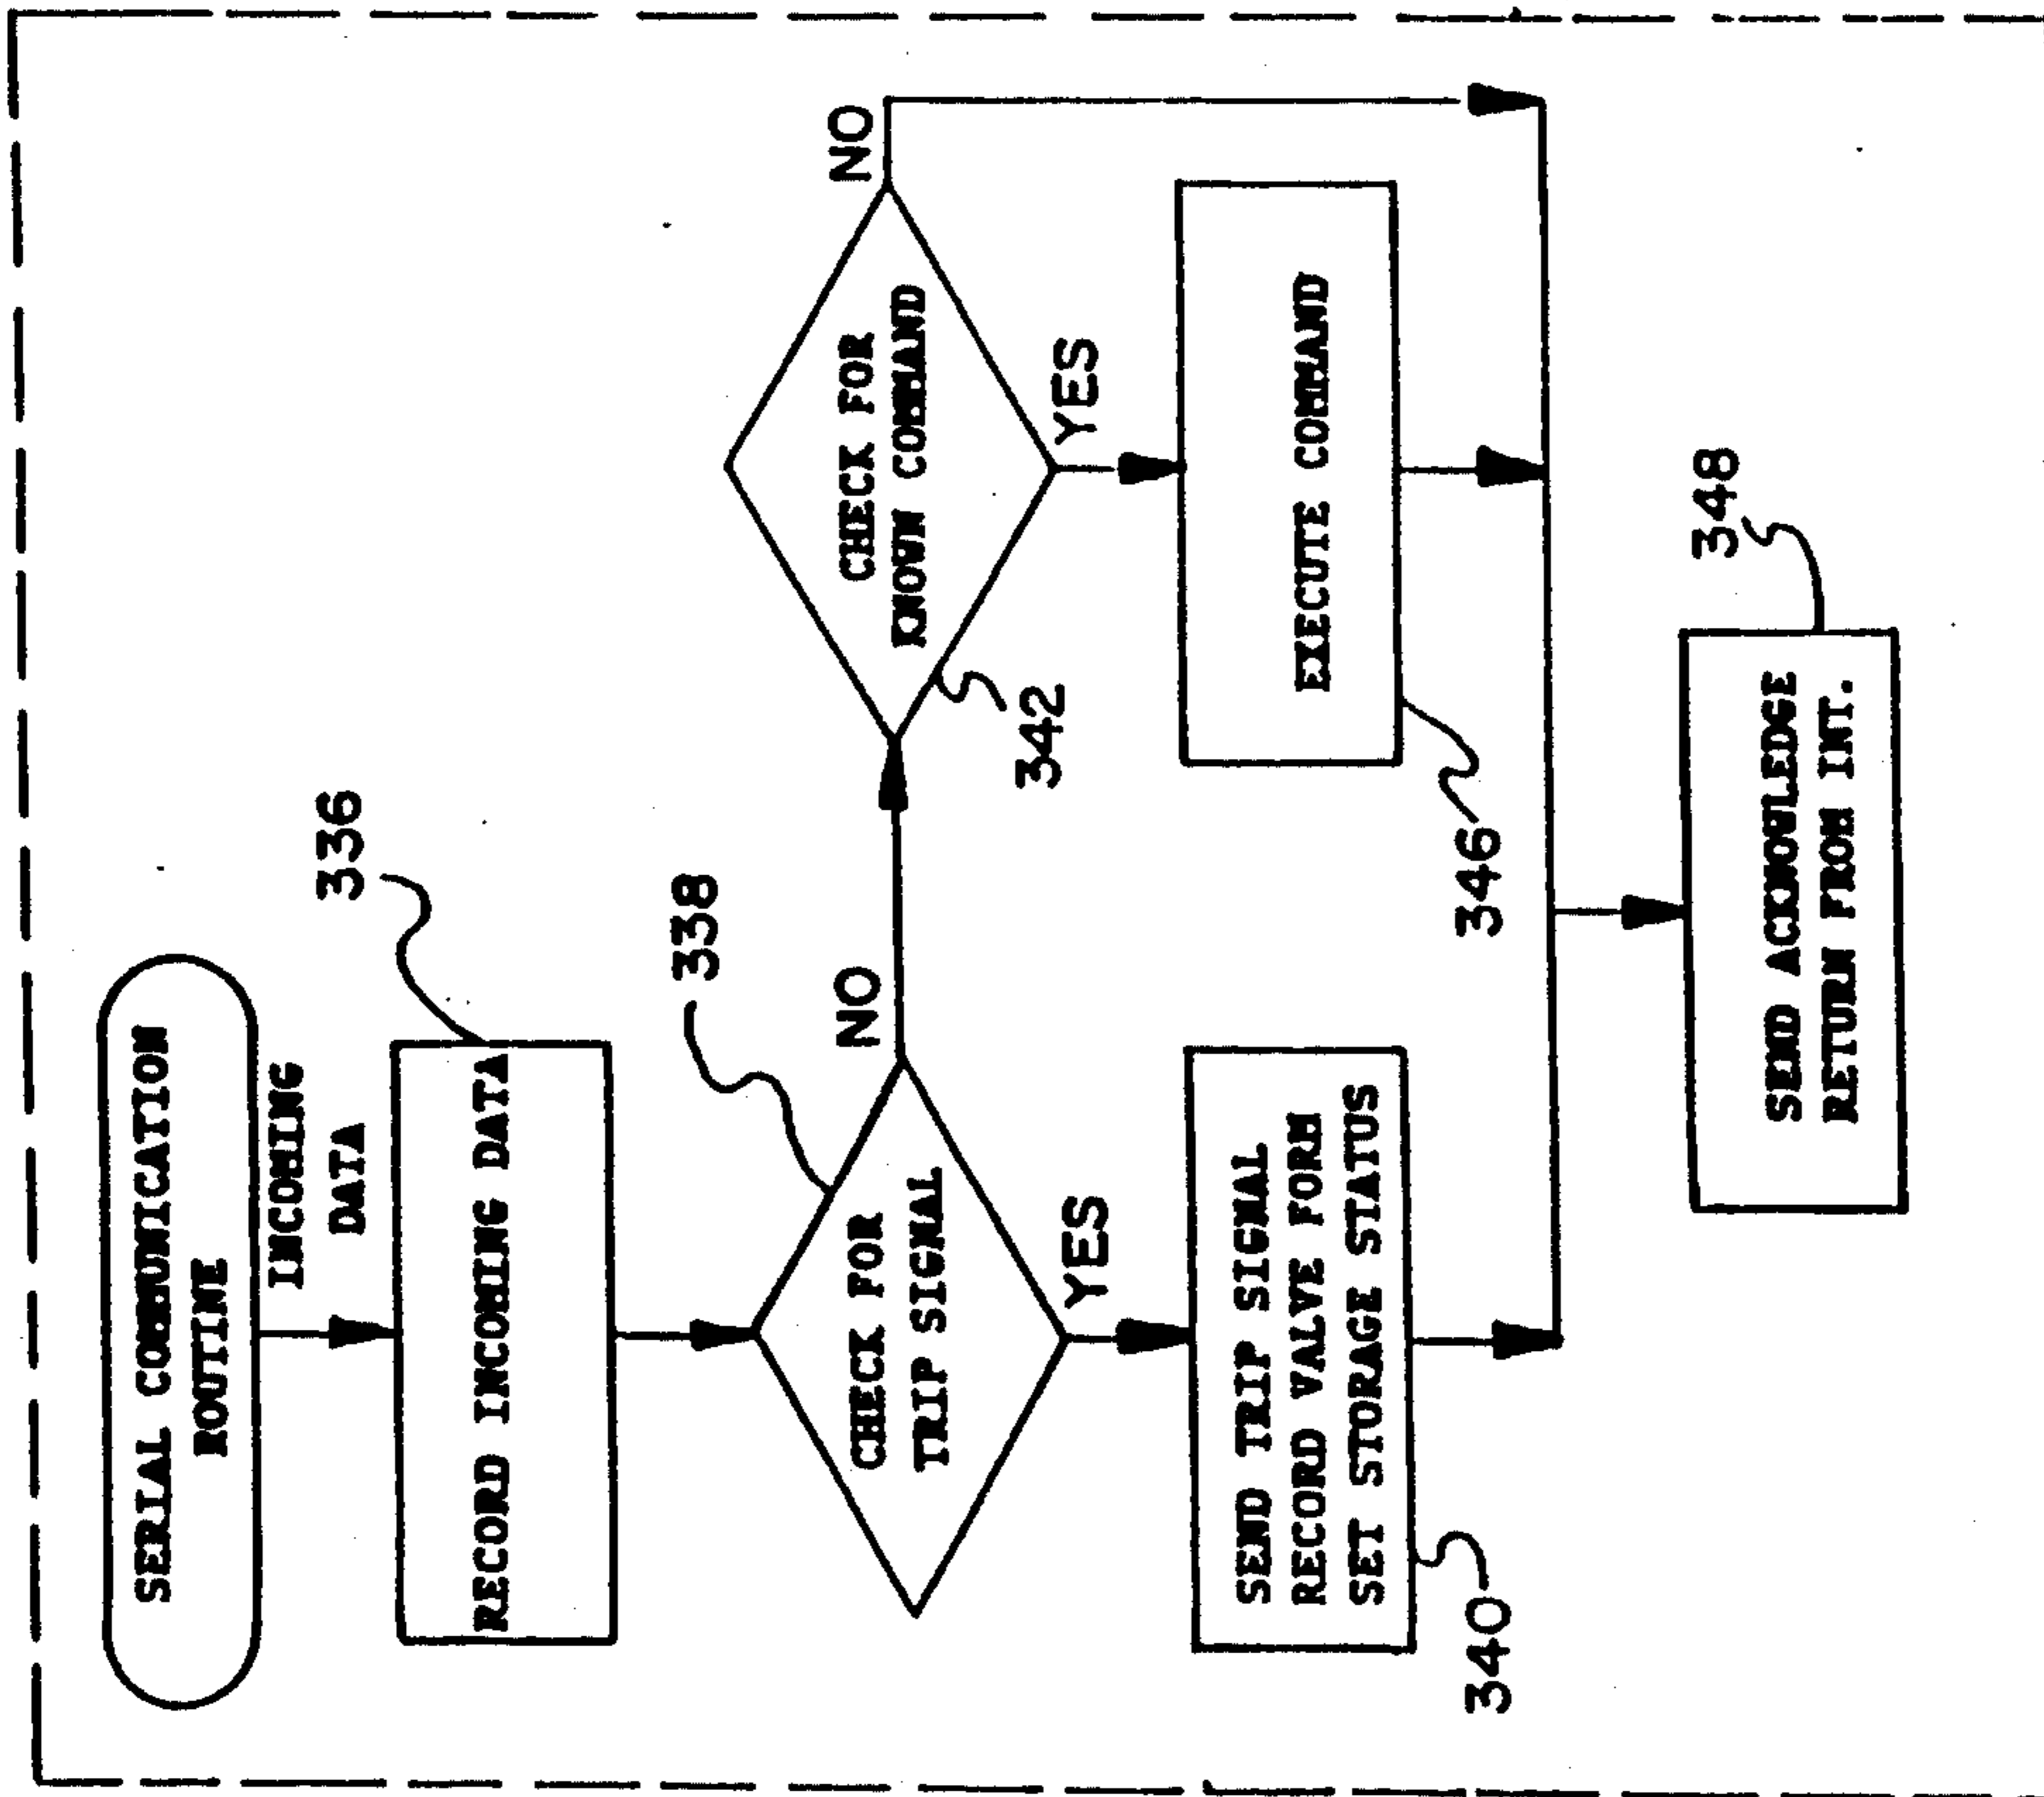 SERIAL COMMUNICATION
ROUTINE
INCOMING
DATA
336
RECORD INCOMING DATA
338
CHECK FOR
TRIP SIGNAL
NO
YES
CHECK FOR
KNOWN COMMAND
NO
YES
342
SEND TRIP SIGNAL
RECORD VALVE FORM
SET STORAGE STATUS
340
EXECUTE COMMAND
346
SEND ACKNOWLEDGE
RETURN FROM INT.
348